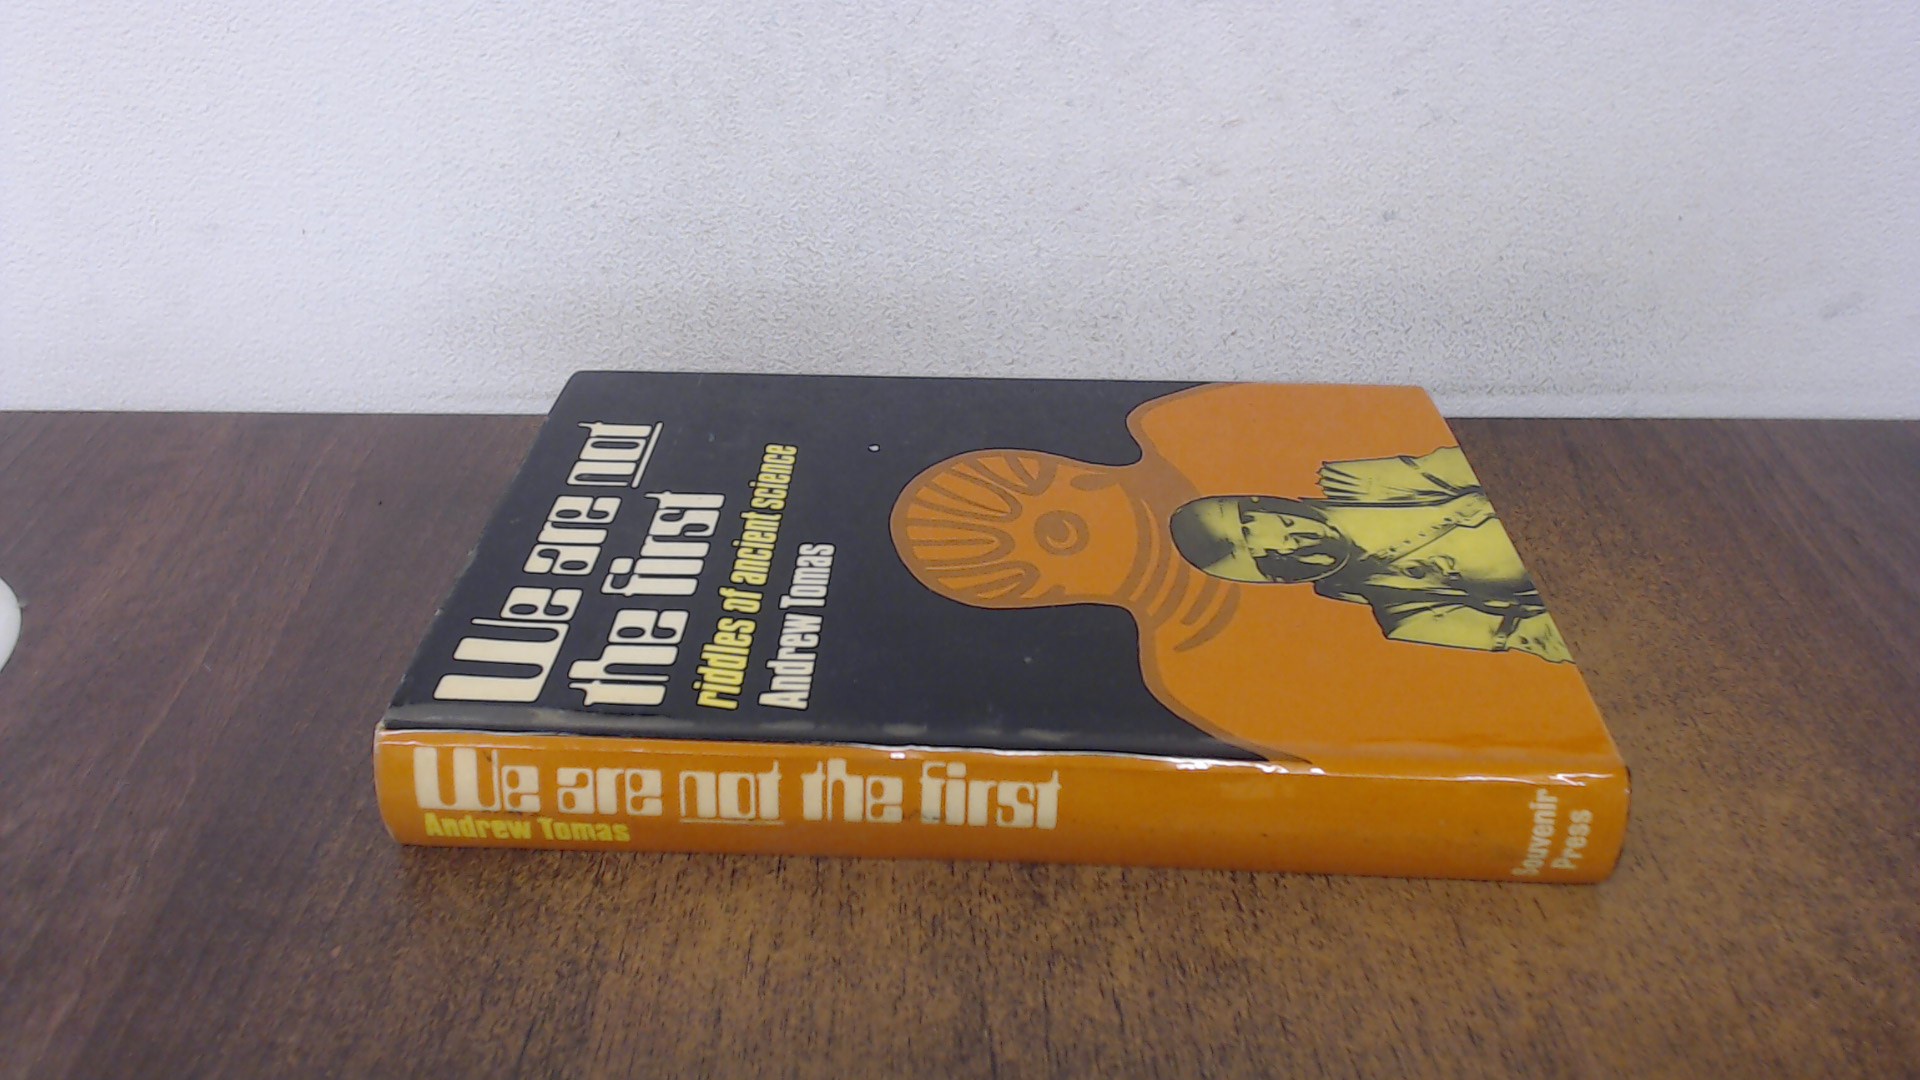 We are not
the first
riddles of ancient science
Andrew Tomas
We are not the first
Andrew Tomas
Souvenir
Press